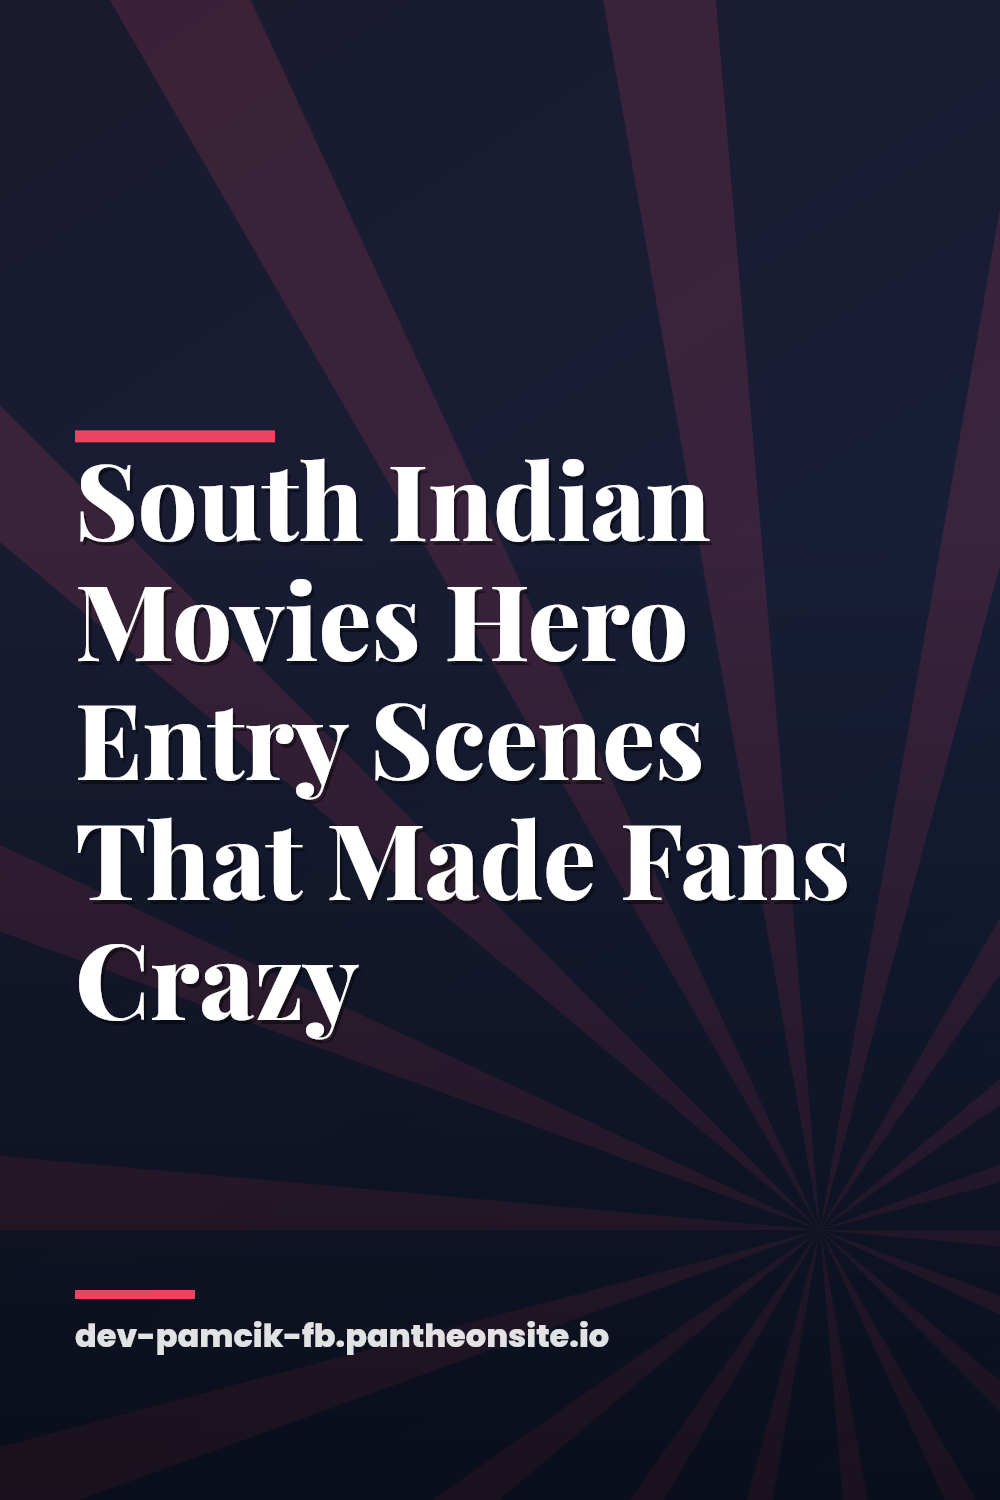 South Indian
Movies Hero
Entry Scenes
That Made Fans
Crazy
dev-pamcik-fb.pantheonsite.io